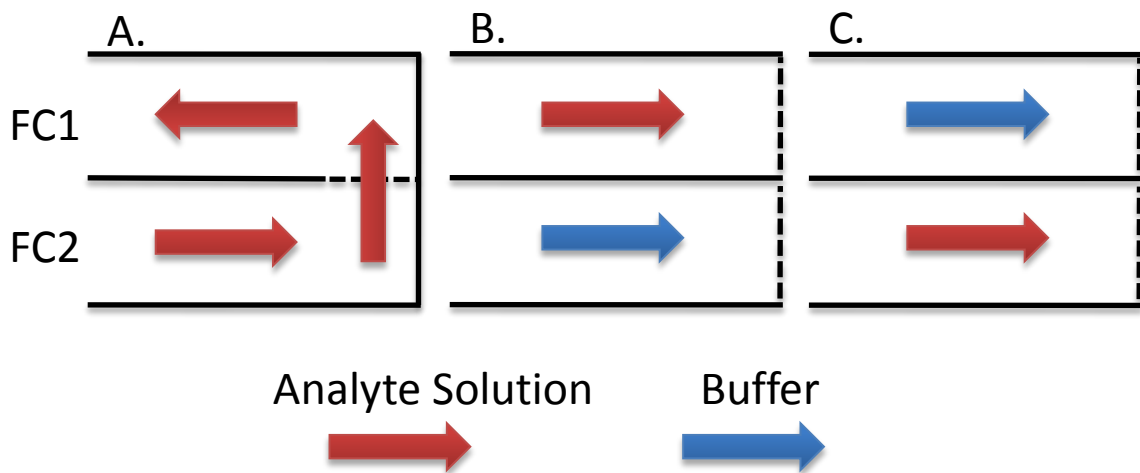 A. B. C.
FC1
FC2
Analyte Solution Buffer